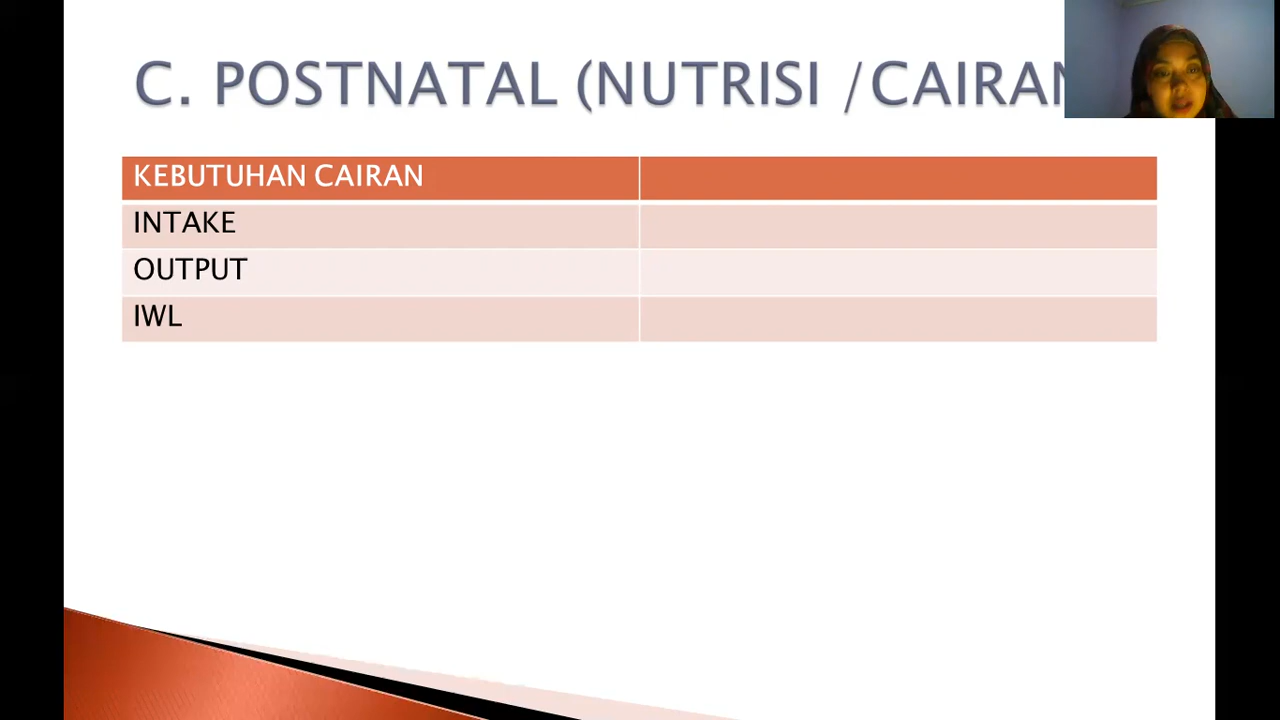 C. POSTNATAL (NUTRISI /CAIRAN
KEBUTUHAN CAIRAN
INTAKE
OUTPUT
IWL